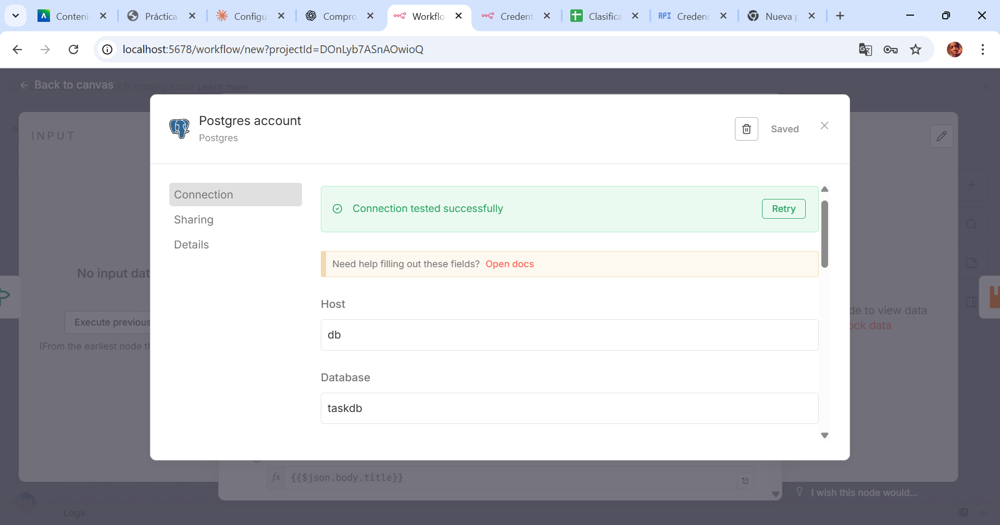 Conteni
Práctica
Configu
Compro
Workflo
Credent
Clasifica
API Credenc
Nueva p
localhost:5678/workflow/new?projectId=DOnLyb7ASnAOwioQ
Back to canvas
2.0, coming soon! Learn more
INPUT
Postgres account
Postgres
Saved
Connection
Sharing
Details
Connection tested successfully
Retry
Need help filling out these fields? Open docs
Host
db
Database
taskdb
No input dat
Execute previous
(From the earliest node th
de to view data
ock data
fx {{$json.body.title}}
I wish this node would...
Logs